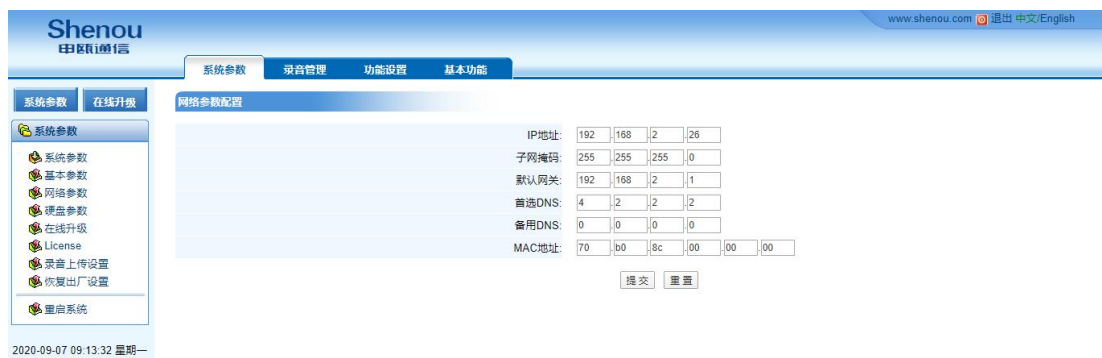 www.shenou.com 退出 中文/English
Shenou
申瓯通信
系统参数 录音管理 功能设置 基本功能
系统参数 在线升级
系统参数
系统参数
基本参数
网络参数
硬盘参数
在线升级
License
录音上传设置
恢复出厂设置
重启系统
2020-09-07 09:13:32 星期一
网络参数配置
IP地址: 192 .168 .2 .26
子网掩码: 255 .255 .255 .0
默认网关: 192 .168 .2 .1
首选DNS: 4 .2 .2 .2
备用DNS: 0 .0 .0 .0
MAC地址: 70 .b0 .8c .00 .00 .00
提交 重置